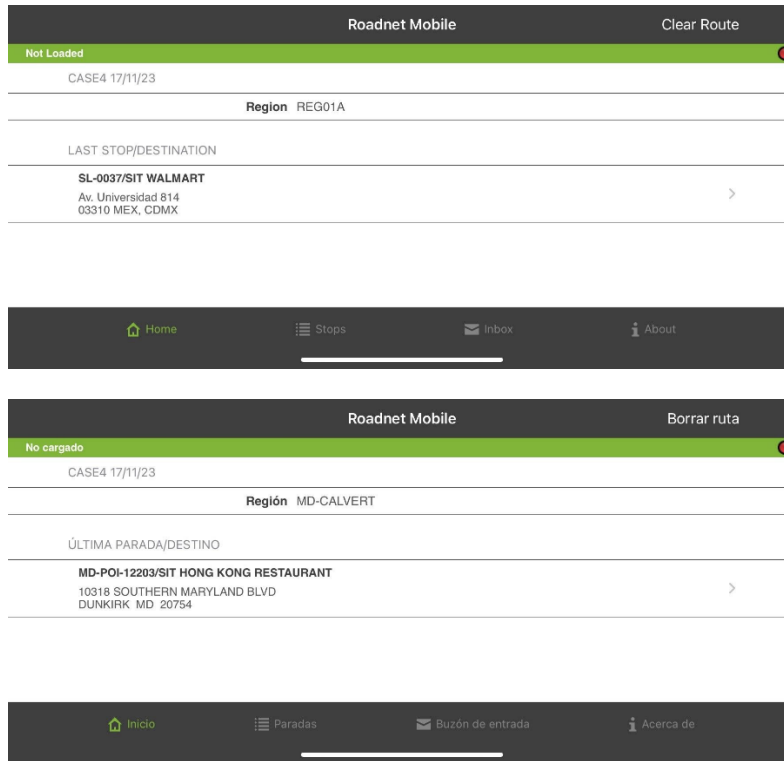 Roadnet Mobile Clear Route
Not Loaded
CASE4 17/11/23
Region REG01A
LAST STOP/DESTINATION
SL-0037/SIT WALMART
Av. Universidad 814
03310 MEX, CDMX
Home Stops Inbox About
Roadnet Mobile Borrar ruta
No cargado
CASE4 17/11/23
Región MD-CALVERT
ÚLTIMA PARADA/DESTINO
MD-POI-12203/SIT HONG KONG RESTAURANT
10318 SOUTHERN MARYLAND BLVD
DUNKIRK MD 20754
Inicio Paradas Buzón de entrada Acerca de